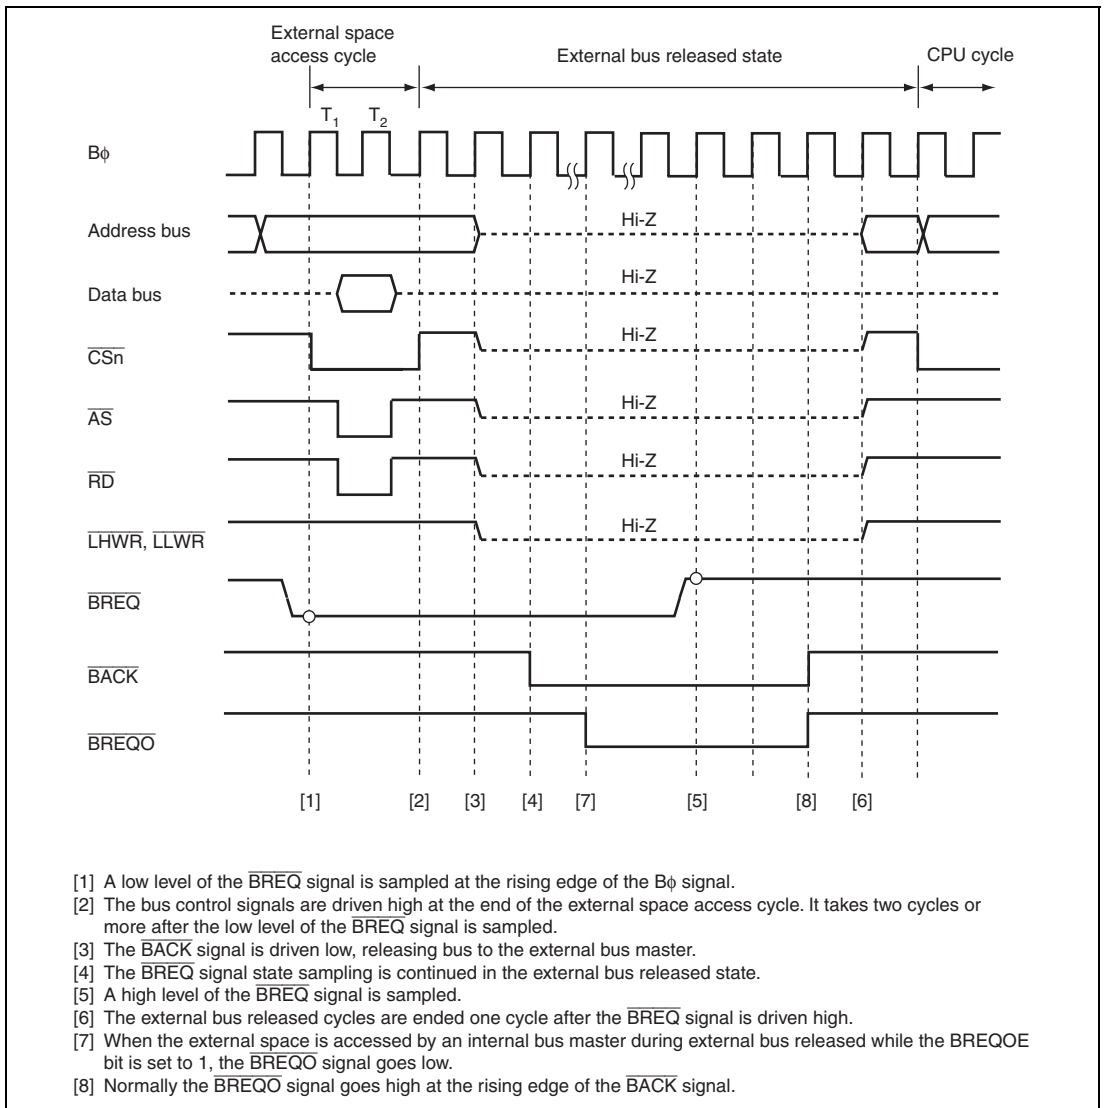 External space
access cycle
External bus released state
CPU cycle
T1 T2
Bφ
Address bus
Hi-Z
Data bus
Hi-Z
CSn
Hi-Z
AS
Hi-Z
RD
Hi-Z
LHWR, LLWR
Hi-Z
BREQ
BACK
BREQO
[1] [2] [3] [4] [7] [5] [8] [6]
[1] A low level of the BREQ signal is sampled at the rising edge of the Bφ signal.
[2] The bus control signals are driven high at the end of the external space access cycle. It takes two cycles or
more after the low level of the BREQ signal is sampled.
[3] The BACK signal is driven low, releasing bus to the external bus master.
[4] The BREQ signal state sampling is continued in the external bus released state.
[5] A high level of the BREQ signal is sampled.
[6] The external bus released cycles are ended one cycle after the BREQ signal is driven high.
[7] When the external space is accessed by an internal bus master during external bus released while the BREQOE
bit is set to 1, the BREQO signal goes low.
[8] Normally the BREQO signal goes high at the rising edge of the BACK signal.